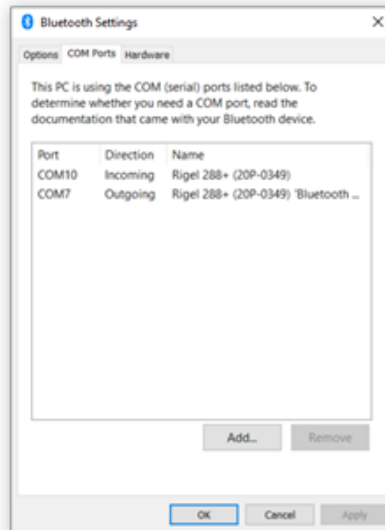 Bluetooth Settings
Options COM Ports Hardware
This PC is using the COM (serial) ports listed below. To
determine whether you need a COM port, read the
documentation that came with your Bluetooth device.
Port Direction Name
COM10 Incoming Rigel 288+ (20P-0349)
COM7 Outgoing Rigel 288+ (20P-0349) 'Bluetooth ...
Add... Remove
OK Cancel Apply